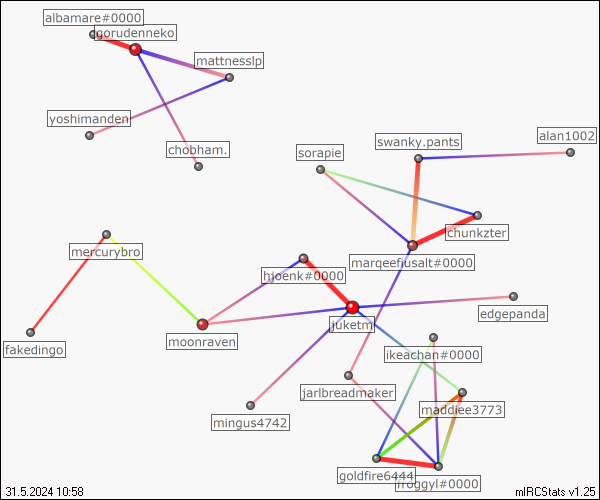 albamare#0000
gorudenneko
mattnesslp
yoshimanden
chobham.
alan1002
swanky.pants
sorapie
chunkzter
mercurybro
marqeefiusalt#0000
hjoenk#0000
edgepanda
juketm
moonraven
fakedingo
ikeachan#0000
jarlbreadmaker
maddiee3773
mingus4742
goldfire6444
froggyl#0000
31.5.2024 10:58
mIRCStats v1.25